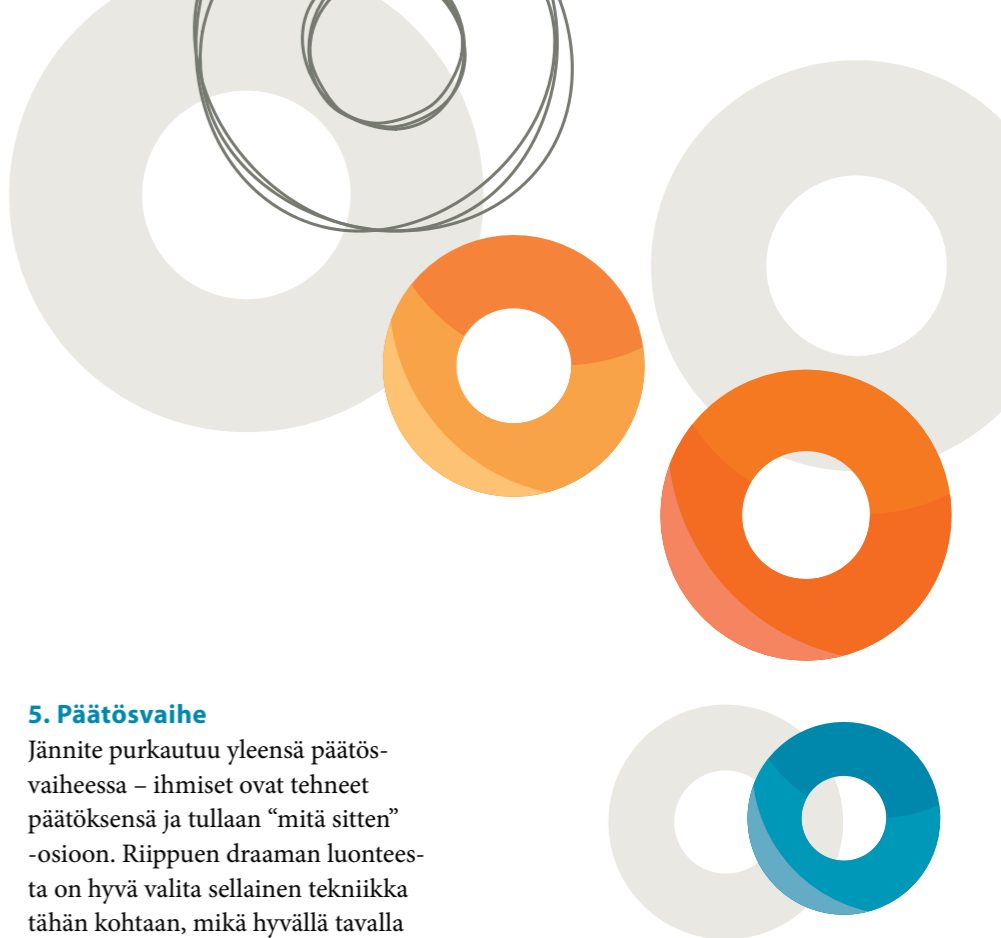 5. Päätösvaihe
Jännite purkautuu yleensä päätös-
vaiheessa – ihmiset ovat tehneet
päätöksensä ja tullaan “mitä sitten”
-osioon. Riippuen draaman luontees-
ta on hyvä valita sellainen tekniikka
tähän kohtaan, mikä hyvällä tavalla